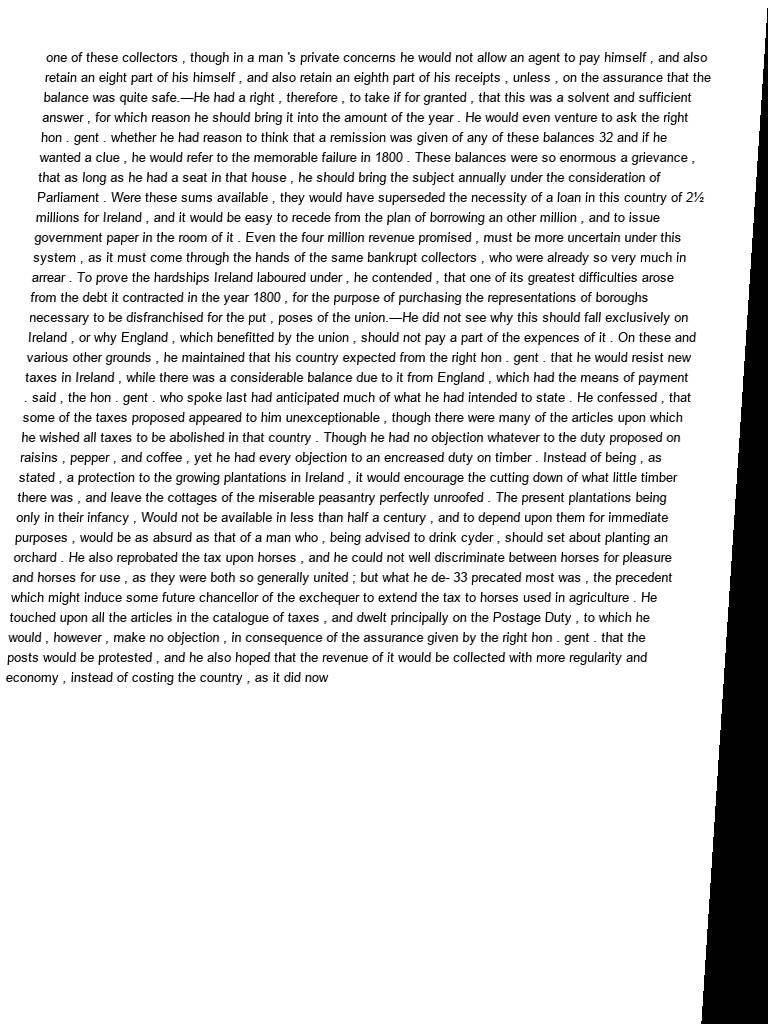 one of these collectors , though in a man 's private concerns he would not allow an agent to pay himself , and also
retain an eight part of his himself , and also retain an eighth part of his receipts , unless , on the assurance that the
balance was quite safe.—He had a right , therefore , to take if for granted , that this was a solvent and sufficient
answer , for which reason he should bring it into the amount of the year . He would even venture to ask the right
hon . gent . whether he had reason to think that a remission was given of any of these balances 32 and if he
wanted a clue , he would refer to the memorable failure in 1800 . These balances were so enormous a grievance ,
that as long as he had a seat in that house , he should bring the subject annually under the consideration of
Parliament . Were these sums available , they would have superseded the necessity of a loan in this country of 2½
millions for Ireland , and it would be easy to recede from the plan of borrowing an other million , and to issue
government paper in the room of it . Even the four million revenue promised , must be more uncertain under this
system , as it must come through the hands of the same bankrupt collectors , who were already so very much in
arrear . To prove the hardships Ireland laboured under , he contended , that one of its greatest difficulties arose
from the debt it contracted in the year 1800 , for the purpose of purchasing the representations of boroughs
necessary to be disfranchised for the put , poses of the union.—He did not see why this should fall exclusively on
Ireland , or why England , which benefitted by the union , should not pay a part of the expences of it . On these and
various other grounds , he maintained that his country expected from the right hon . gent . that he would resist new
taxes in Ireland , while there was a considerable balance due to it from England , which had the means of payment
. said , the hon . gent . who spoke last had anticipated much of what he had intended to state . He confessed , that
some of the taxes proposed appeared to him unexceptionable , though there were many of the articles upon which
he wished all taxes to be abolished in that country . Though he had no objection whatever to the duty proposed on
raisins , pepper , and coffee , yet he had every objection to an encreased duty on timber . Instead of being , as
stated , a protection to the growing plantations in Ireland , it would encourage the cutting down of what little timber
there was , and leave the cottages of the miserable peasantry perfectly unroofed . The present plantations being
only in their infancy , Would not be available in less than half a century , and to depend upon them for immediate
purposes , would be as absurd as that of a man who , being advised to drink cyder , should set about planting an
orchard . He also reprobated the tax upon horses , and he could not well discriminate between horses for pleasure
and horses for use , as they were both so generally united ; but what he de- 33 precated most was , the precedent
which might induce some future chancellor of the exchequer to extend the tax to horses used in agriculture . He
touched upon all the articles in the catalogue of taxes , and dwelt principally on the Postage Duty , to which he
would , however , make no objection , in consequence of the assurance given by the right hon . gent . that the
posts would be protested , and he also hoped that the revenue of it would be collected with more regularity and
economy , instead of costing the country , as it did now